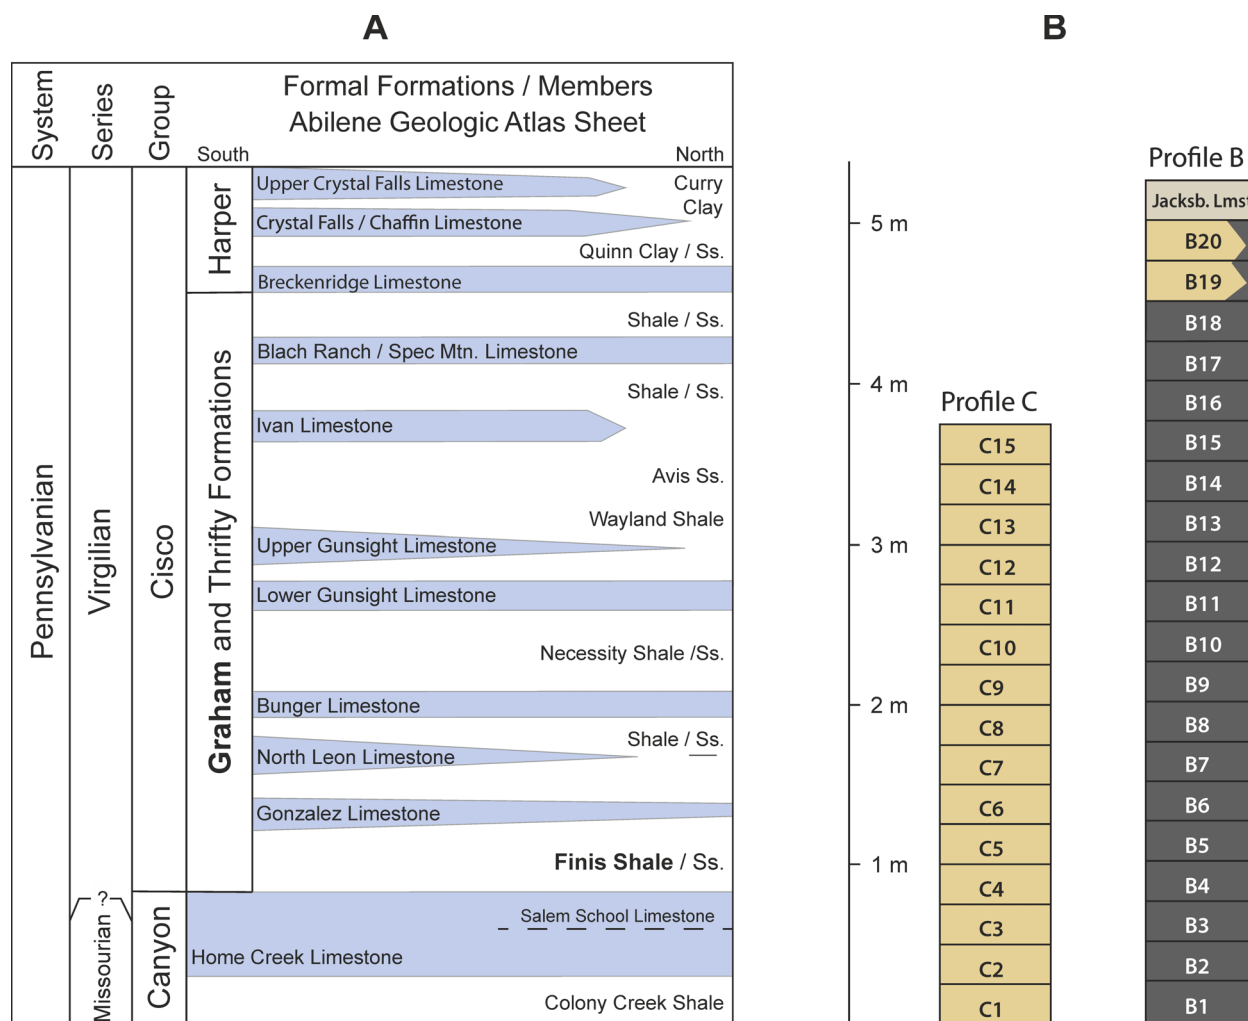 A
B
System
Series
Group
Formal Formations / Members
Abilene Geologic Atlas Sheet
South
North
Pennsylvanian
Virgilian
Missourian
?
Cisco
Canyon
Harper
Graham and Thrifty Formations
Upper Crystal Falls Limestone
Curry
Clay
Crystal Falls / Chaffin Limestone
Quinn Clay / Ss.
Breckenridge Limestone
Shale / Ss.
Blach Ranch / Spec Mtn. Limestone
Shale / Ss.
Ivan Limestone
Avis Ss.
Wayland Shale
Upper Gunsight Limestone
Lower Gunsight Limestone
Necessity Shale /Ss.
Bunger Limestone
Shale / Ss.
North Leon Limestone
Gonzalez Limestone
Finis Shale / Ss.
Salem School Limestone
Home Creek Limestone
Colony Creek Shale
5 m
4 m
3 m
2 m
1 m
Profile C
C15
C14
C13
C12
C11
C10
C9
C8
C7
C6
C5
C4
C3
C2
C1
Profile B
Jacksb. Lmst
B20
B19
B18
B17
B16
B15
B14
B13
B12
B11
B10
B9
B8
B7
B6
B5
B4
B3
B2
B1